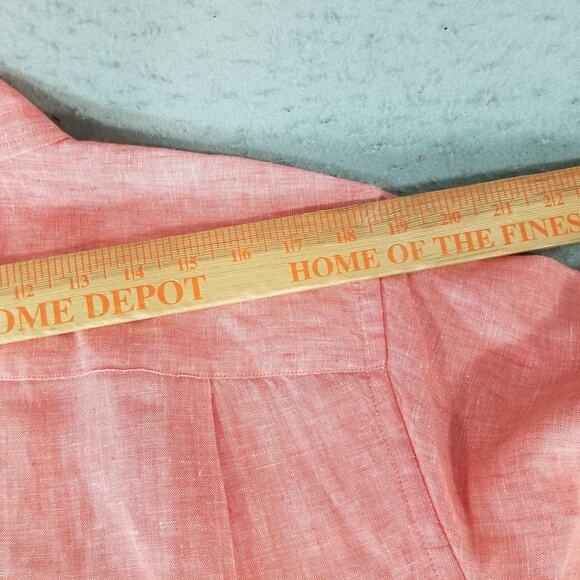 12 13 14 15 16 17 18 19 20 21 22
OME DEPOT HOME OF THE FINES